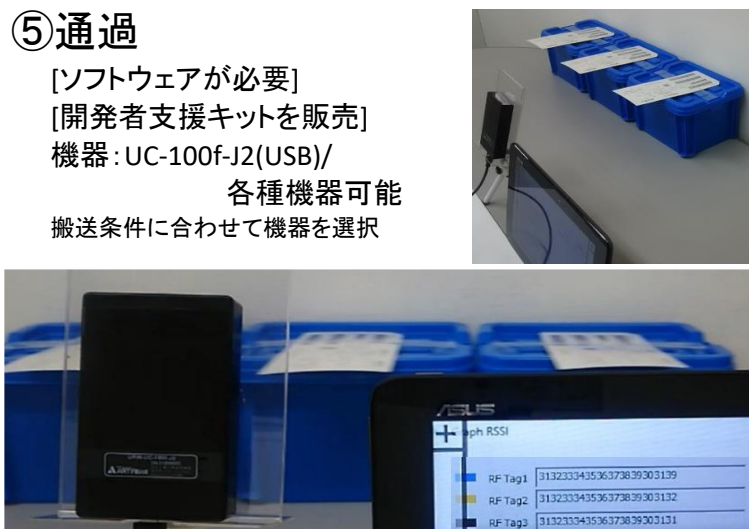 ⑤通過
[ソフトウェアが必要]
[開発者支援キットを販売]
機器：UC-100f-J2(USB)/
各種機器可能
搬送条件に合わせて機器を選択
ASUS
ph RSSI
RF Tag1 313233343536373839303139
RF Tag2 313233343536373839303132
RF Tag3 313233343536373839303131